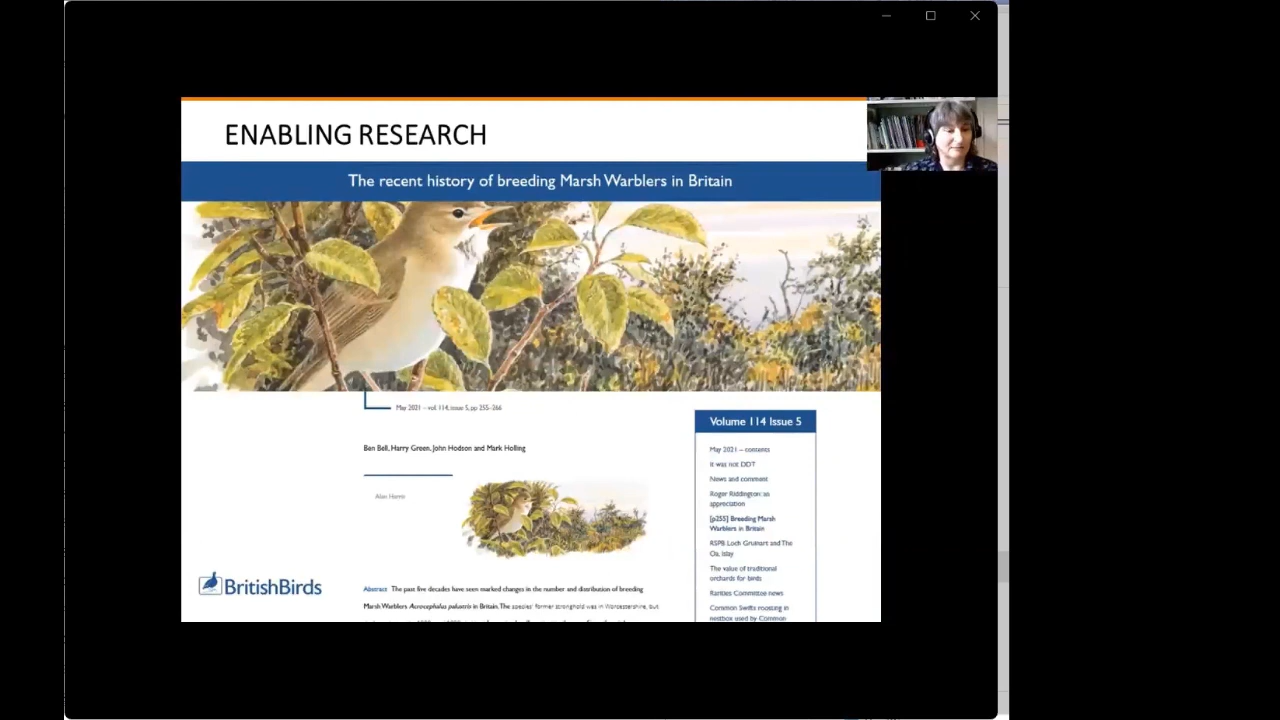 ENABLING RESEARCH
The recent history of breeding Marsh Warblers in Britain
May 2021 – vol. 114, issue 5, pp 255–266
Ben Bell, Harry Green, John Hodson and Mark Holling
Alan Harris
BritishBirds
Abstract The past five decades have seen marked changes in the number and distribution of breeding
Marsh Warblers Acrocephalus palustris in Britain. The species' former stronghold was in Worcestershire, but
Volume 114 Issue 5
May 2021 – contents
It was not DDT
News and comment
Roger Riddington: an
appreciation
[p255] Breeding Marsh
Warblers in Britain
RSPB Loch Gruinart and The
Oa, Islay
The value of traditional
orchards for birds
Rarities Committee news
Common Swifts roosting in
nestbox used by Common